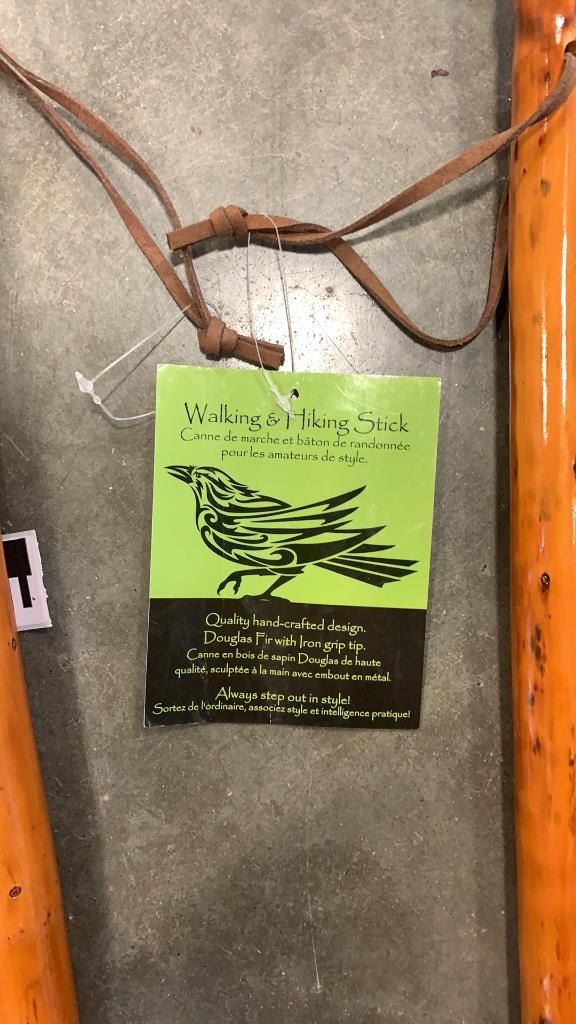 Walking & Hiking Stick
Canne de marche et bâton de randonnée
pour les amateurs de style.
Quality hand-crafted design.
Douglas Fir with Iron grip tip.
Canne en bois de sapin Douglas de haute
qualité, sculptée à la main avec embout en métal.
Always step out in style!
Sortez de l'ordinaire, associez style et intelligence pratique!